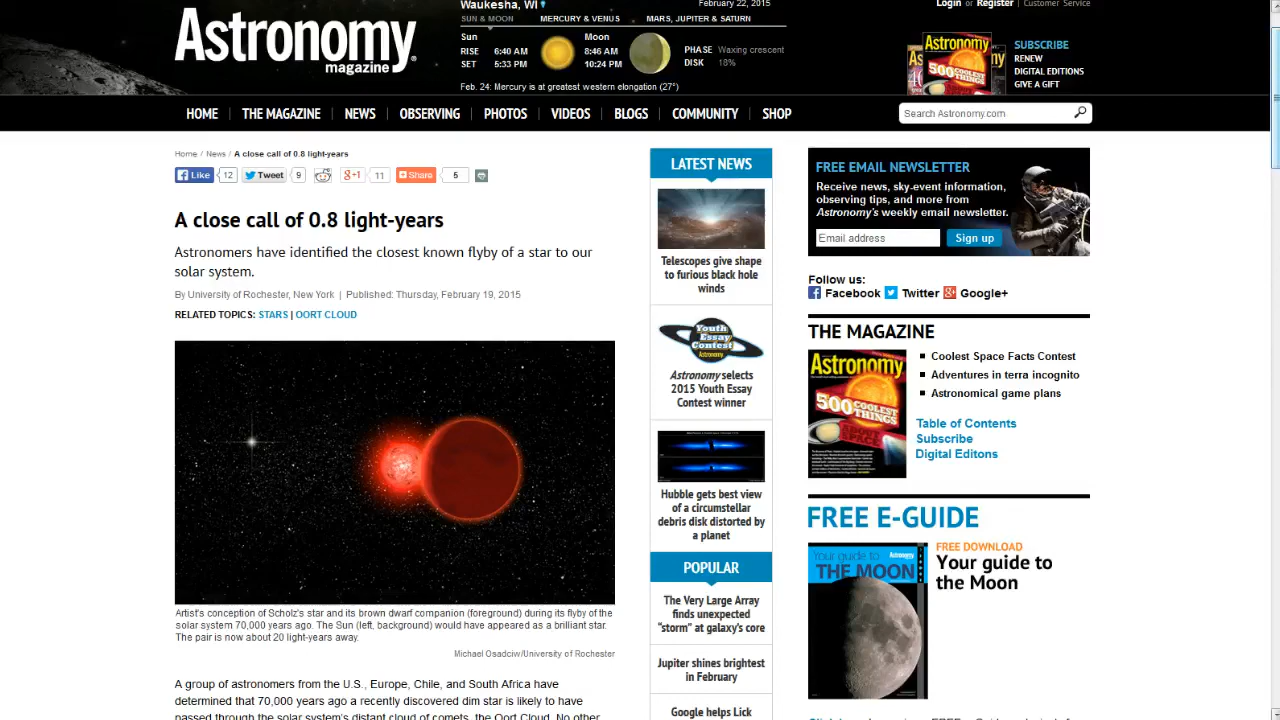 Waukesha, WI
February 22, 2015
Login or Register | Customer Service
SUN & MOON
MERCURY & VENUS
MARS, JUPITER & SATURN
Astronomy
magazine
Sun
RISE 6:40 AM
SET 5:33 PM
Moon
8:46 AM
10:24 PM
PHASE Waxing crescent
DISK 18%
Feb. 24: Mercury is at greatest western elongation (27°)
Astronomy
500
COOLEST
THINGS
SUBSCRIBE
RENEW
DIGITAL EDITIONS
GIVE A GIFT
HOME
THE MAGAZINE
NEWS
OBSERVING
PHOTOS
VIDEOS
BLOGS
COMMUNITY
SHOP
Search Astronomy.com
Home / News / A close call of 0.8 light-years
Like 12
Tweet 9
+1 11
Share 5
A close call of 0.8 light-years
Astronomers have identified the closest known flyby of a star to our
solar system.
By University of Rochester, New York | Published: Thursday, February 19, 2015
RELATED TOPICS: STARS | OORT CLOUD
Artist's conception of Scholz's star and its brown dwarf companion (foreground) during its flyby of the
solar system 70,000 years ago. The Sun (left, background) would have appeared as a brilliant star.
The pair is now about 20 light-years away.
Michael Osadciw/University of Rochester
A group of astronomers from the U.S., Europe, Chile, and South Africa have
determined that 70,000 years ago a recently discovered dim star is likely to have
passed through the solar system's distant cloud of comets, the Oort Cloud. No other
LATEST NEWS
Telescopes give shape
to furious black hole
winds
Youth
Essay
Contest
Astronomy
Astronomy selects
2015 Youth Essay
Contest winner
Hubble gets best view
of a circumstellar
debris disk distorted by
a planet
POPULAR
The Very Large Array
finds unexpected
"storm" at galaxy's core
Jupiter shines brightest
in February
Google helps Lick
FREE EMAIL NEWSLETTER
Receive news, sky-event information,
observing tips, and more from
Astronomy's weekly email newsletter.
Email address
Sign up
Follow us:
Facebook
Twitter
Google+
THE MAGAZINE
Astronomy
500
COOLEST
THINGS
ABOUT
SPACE
Coolest Space Facts Contest
Adventures in terra incognito
Astronomical game plans
Table of Contents
Subscribe
Digital Editons
FREE E-GUIDE
Your guide to
Astronomy
THE MOON
FREE DOWNLOAD
Your guide to
the Moon